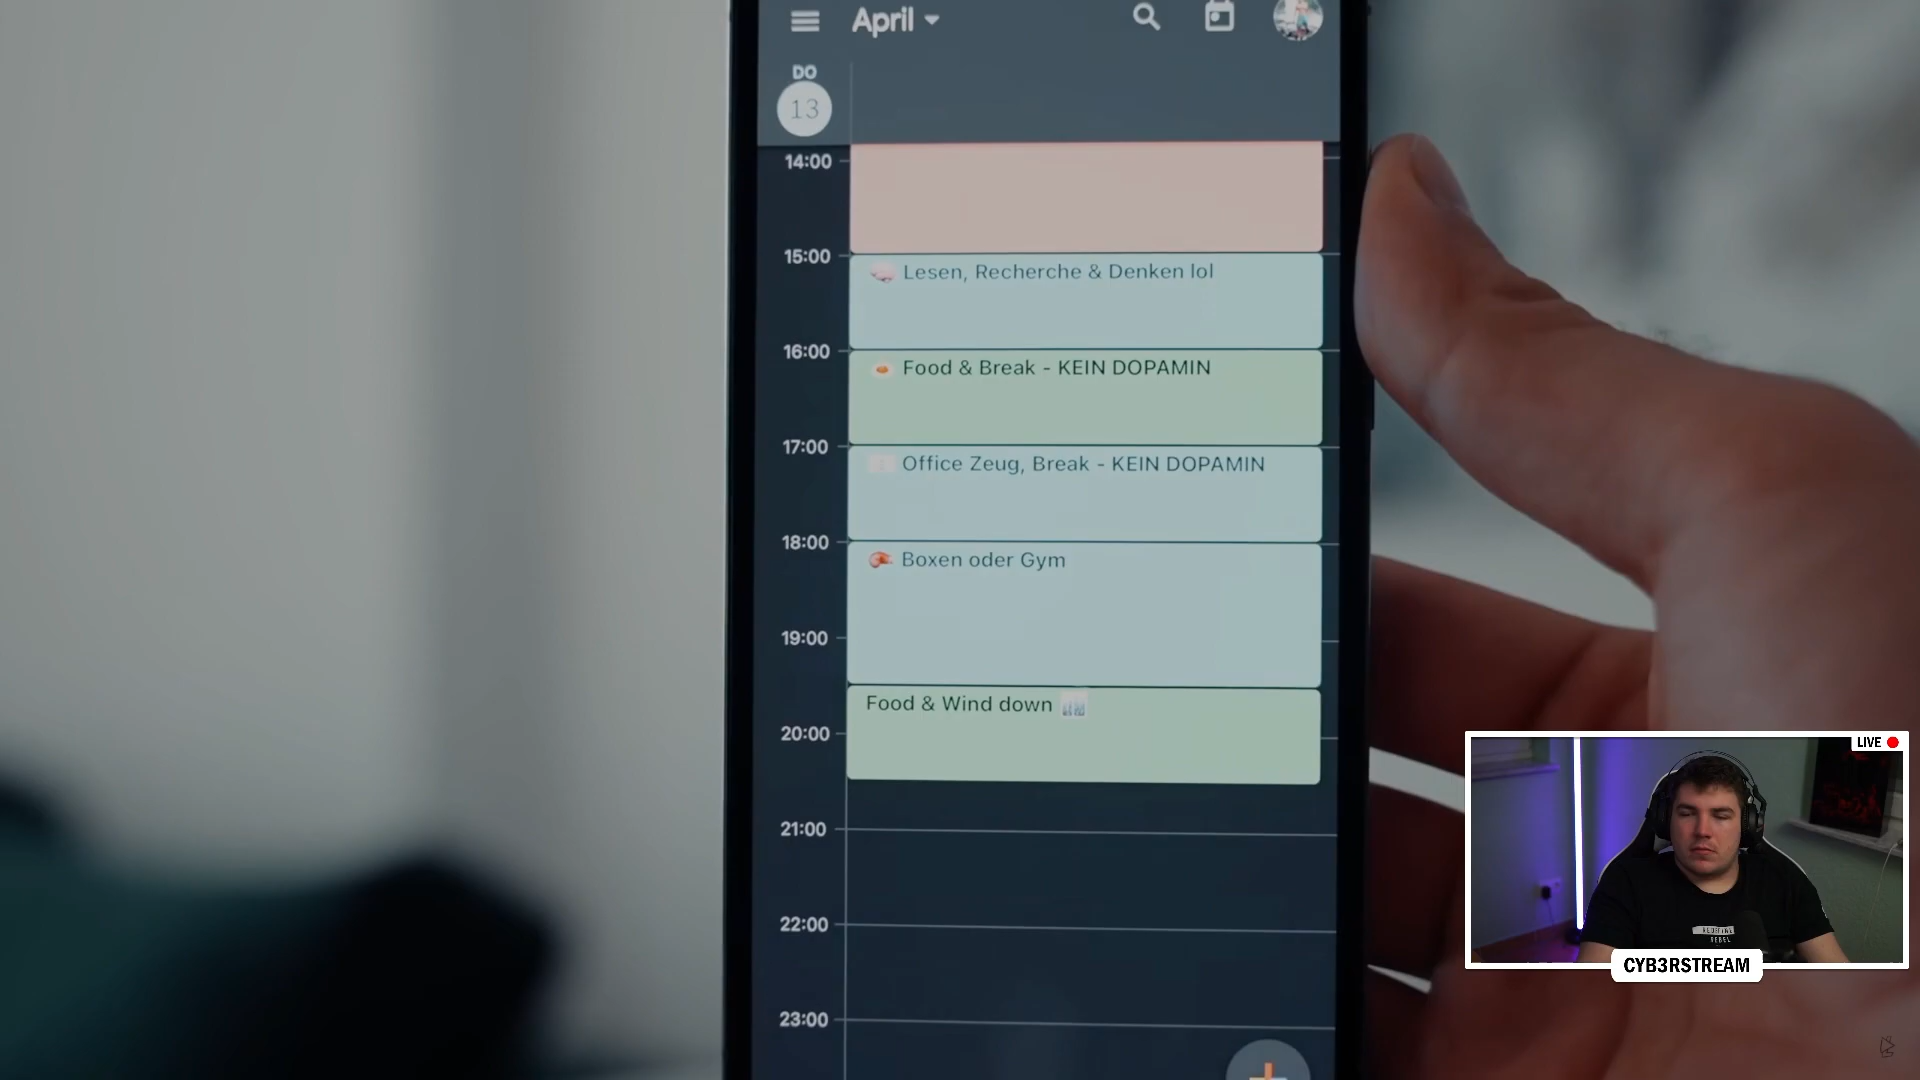 April
DO
13
14:00
15:00
Lesen, Recherche & Denken lol
16:00
Food & Break - KEIN DOPAMIN
17:00
Office Zeug, Break - KEIN DOPAMIN
18:00
Boxen oder Gym
19:00
Food & Wind down
20:00
21:00
22:00
23:00
LIVE
REBEL
CYB3RSTREAM